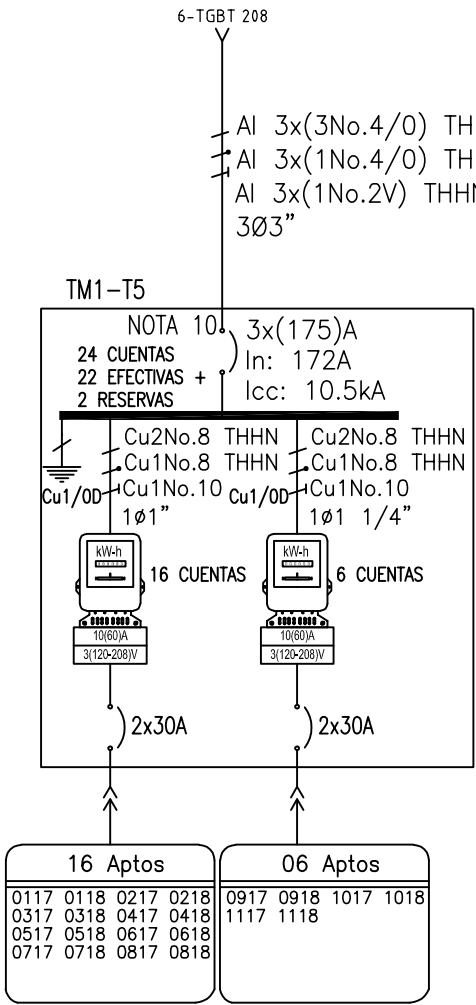 6-TGBT 208
Al 3x(3No.4/0) TH
Al 3x(1No.4/0) TH
Al 3x(1No.2V) THHN
3Ø3"
TM1-T5
NOTA 10
24 CUENTAS
22 EFECTIVAS +
2 RESERVAS
3x(175)A
In: 172A
Icc: 10.5kA
Cu1/0D
Cu2No.8 THHN
Cu1No.8 THHN
Cu1No.10
1ø1"
kW-h
16 CUENTAS
10(60)A
3(120-208)V
2x30A
Cu2No.8 THHN
Cu1No.8 THHN
Cu1/0D
Cu1No.10
1ø1 1/4"
kW-h
6 CUENTAS
10(60)A
3(120-208)V
2x30A
16 Aptos
0117 0118 0217 0218
0317 0318 0417 0418
0517 0518 0617 0618
0717 0718 0817 0818
06 Aptos
0917 0918 1017 1018
1117 1118